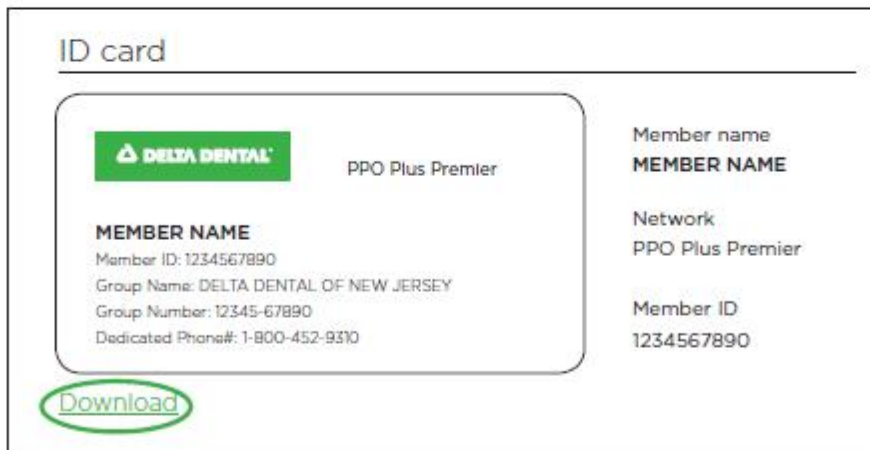 ID card
DELTA DENTAL®
PPO Plus Premier
MEMBER NAME
Member ID: 1234567890
Group Name: DELTA DENTAL OF NEW JERSEY
Group Number: 12345-67890
Dedicated Phone#: 1-800-452-9310
Member name
MEMBER NAME
Network
PPO Plus Premier
Member ID
1234567890
Download